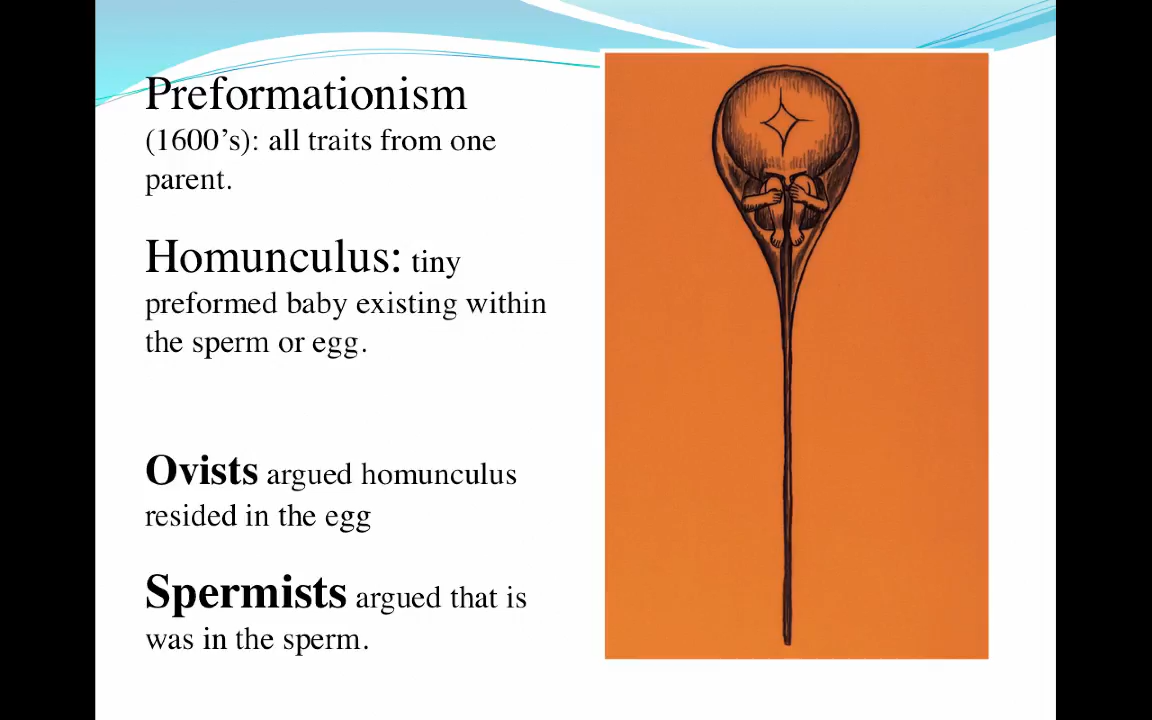 Preformationism
(1600’s): all traits from one
parent.
Homunculus: tiny
preformed baby existing within
the sperm or egg.
Ovists argued homunculus
resided in the egg
Spermists argued that is
was in the sperm.